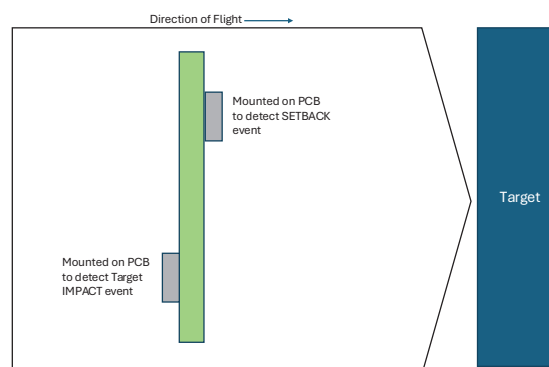 Direction of Flight
Mounted on PCB
to detect SETBACK
event
Target
Mounted on PCB
to detect Target
IMPACT event